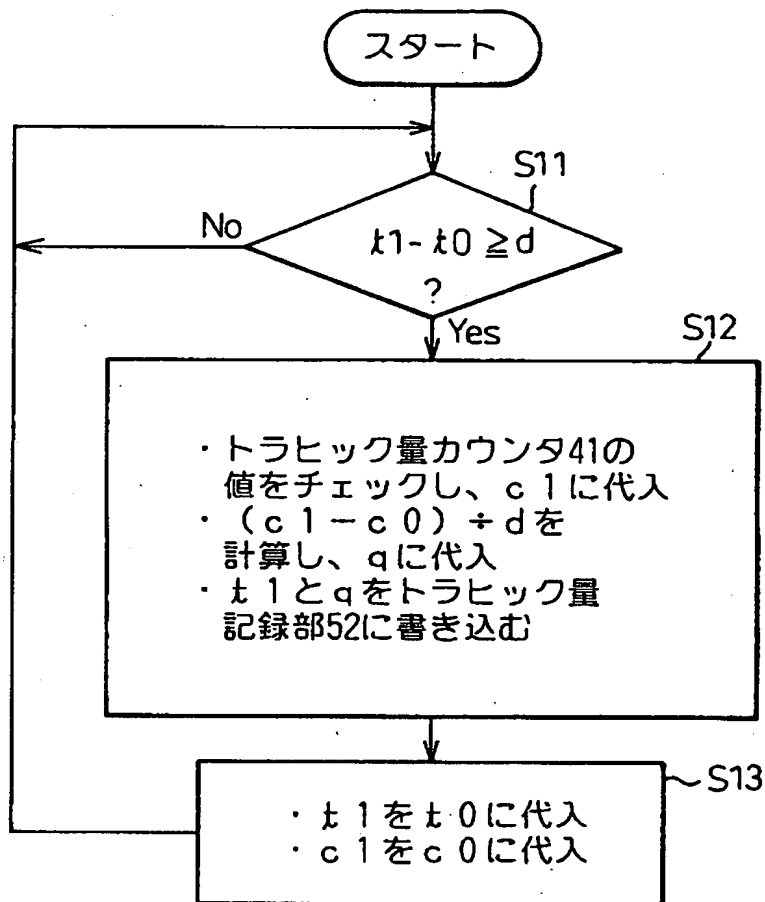 スタート
S11
No
t1-t0≧d
?
Yes
S12
・トラヒック量カウンタ41の
値をチェックし、c1に代入
・(c1-c0)÷dを
計算し、qに代入
・t1とqをトラヒック量
記録部52に書き込む
S13
・t1をt0に代入
・c1をc0に代入